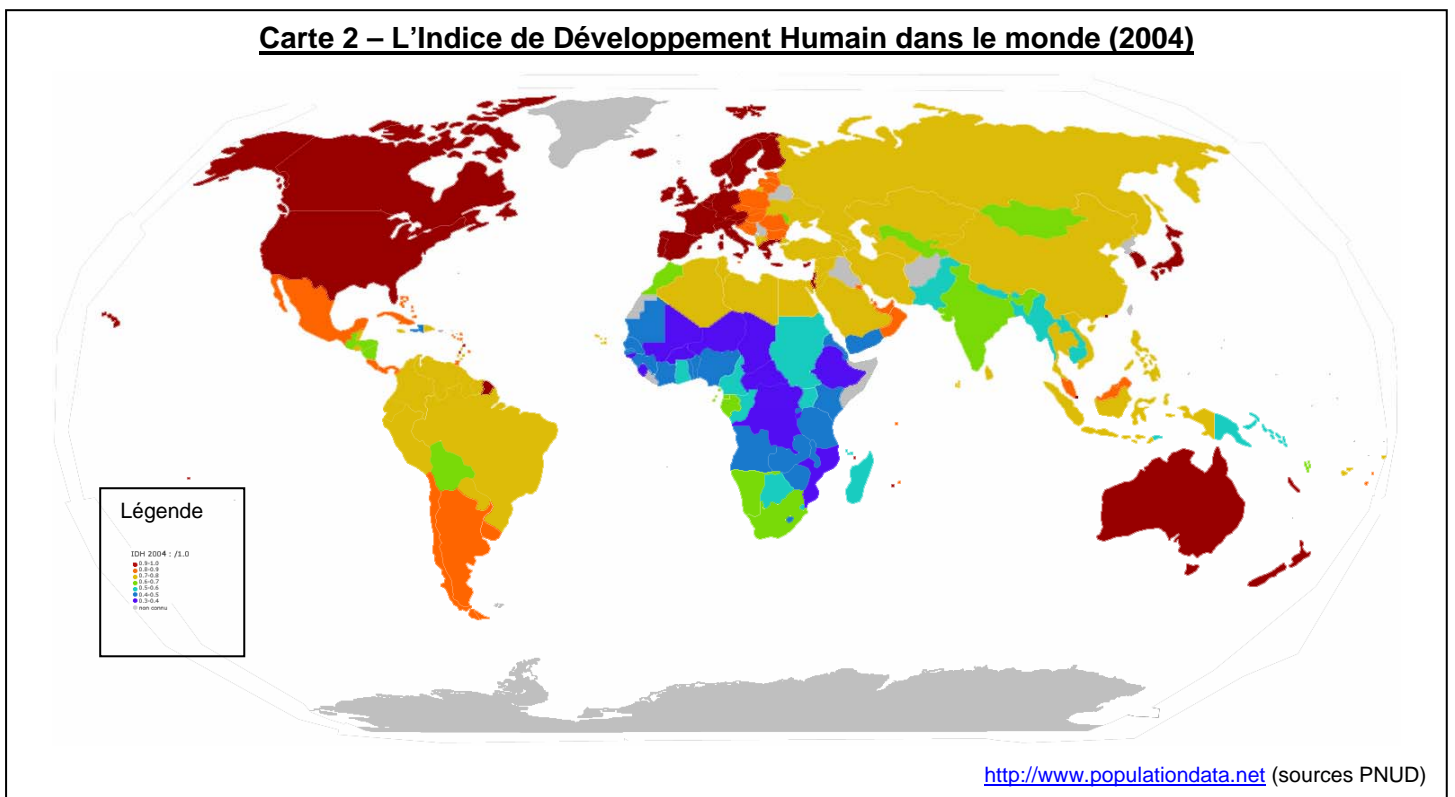 Carte 2 – L'Indice de Développement Humain dans le monde (2004)
Légende
IDH 2004 : /1.0
0.9-1.0
0.8-0.9
0.7-0.8
0.6-0.7
0.5-0.6
0.4-0.5
0.3-0.4
non connu
http://www.populationdata.net (sources PNUD)